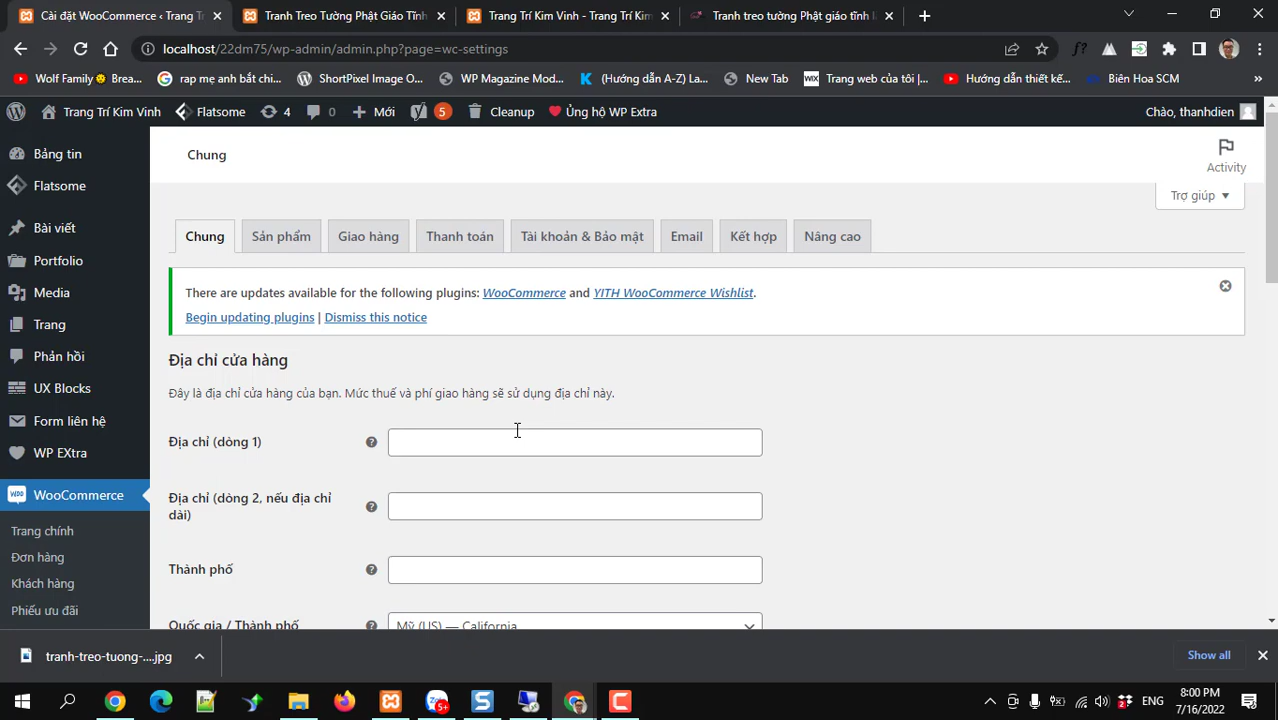 Cài đặt WooCommerce ‹ Trang Tr
Tranh Treo Tường Phật Giáo Tĩnh
Trang Trí Kim Vinh - Trang Trí Kim
Tranh treo tường Phật giáo tĩnh l
localhost/22dm75/wp-admin/admin.php?page=wc-settings
Wolf Family Brea...
rap mẹ anh bắt chi...
ShortPixel Image O...
WP Magazine Mod...
(Hướng dẫn A-Z) La...
New Tab
WIX
Trang web của tôi |...
Hướng dẫn thiết kế...
Biên Hoa SCM
»
Trang Trí Kim Vinh
Flatsome
4
0
Mới
5
Cleanup
Ủng hộ WP Extra
Chào, thanhdien
Bảng tin
Flatsome
Bài viết
Portfolio
Media
Trang
Phản hồi
UX Blocks
Form liên hệ
WP EXtra
WooCommerce
Trang chính
Đơn hàng
Khách hàng
Phiếu ưu đãi
Chung
Activity
Trợ giúp
Chung
Sản phẩm
Giao hàng
Thanh toán
Tài khoản & Bảo mật
Email
Kết hợp
Nâng cao
There are updates available for the following plugins: WooCommerce and YITH WooCommerce Wishlist.
Begin updating plugins | Dismiss this notice
Địa chỉ cửa hàng
Đây là địa chỉ cửa hàng của bạn. Mức thuế và phí giao hàng sẽ sử dụng địa chỉ này.
Địa chỉ (dòng 1)
Địa chỉ (dòng 2, nếu địa chỉ
dài)
Thành phố
Quốc gia / Thành phố
Mỹ (US) — California
tranh-treo-tuong-....jpg
Show all
5+
2
ENG
8:00 PM
7/16/2022